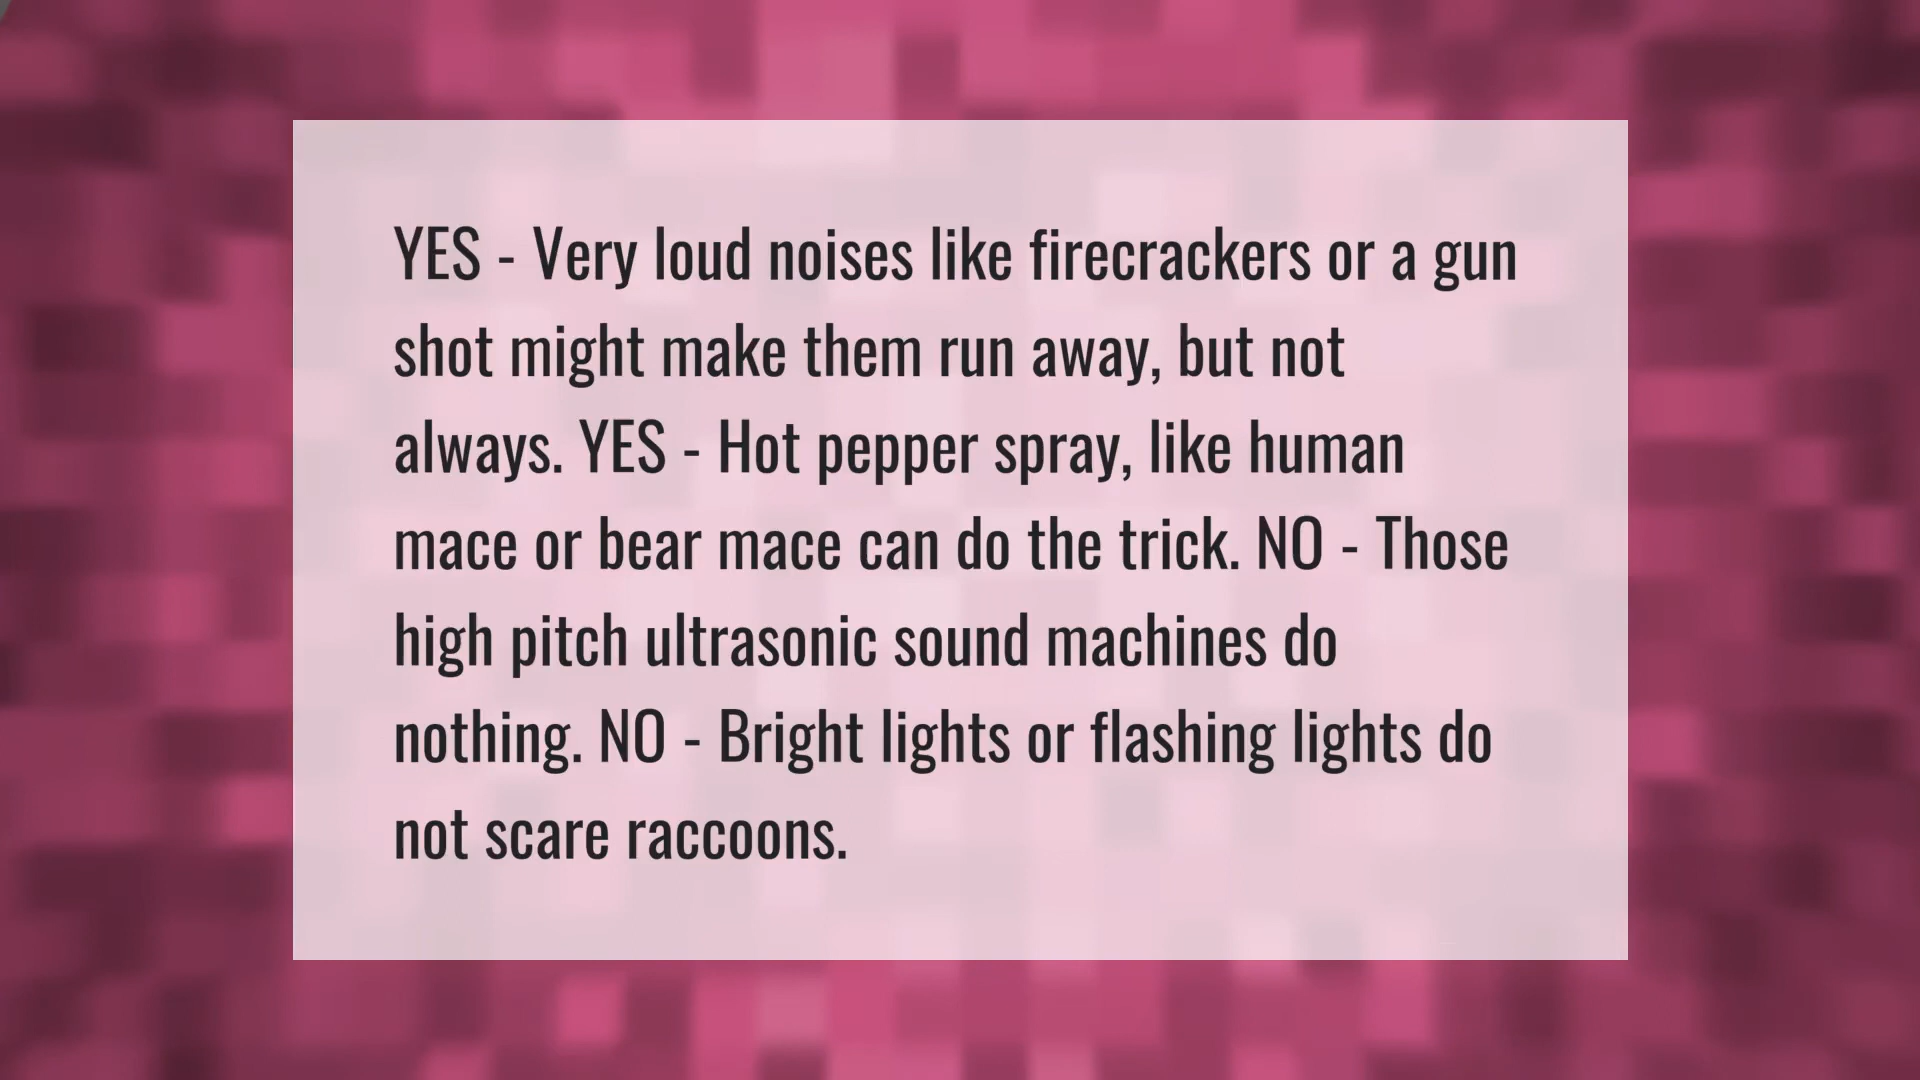 YES - Very loud noises like firecrackers or a gun
shot might make them run away, but not
always. YES - Hot pepper spray, like human
mace or bear mace can do the trick. NO - Those
high pitch ultrasonic sound machines do
nothing. NO - Bright lights or flashing lights do
not scare raccoons.